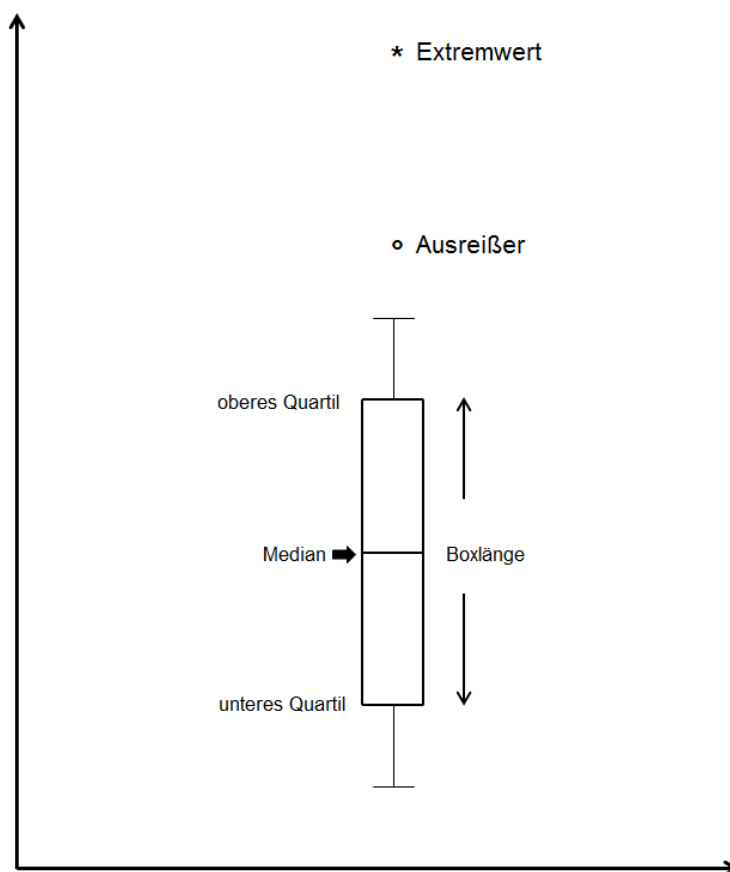 * Extremwert
Ausreißer
oberes Quartil
Median
Boxlänge
unteres Quartil